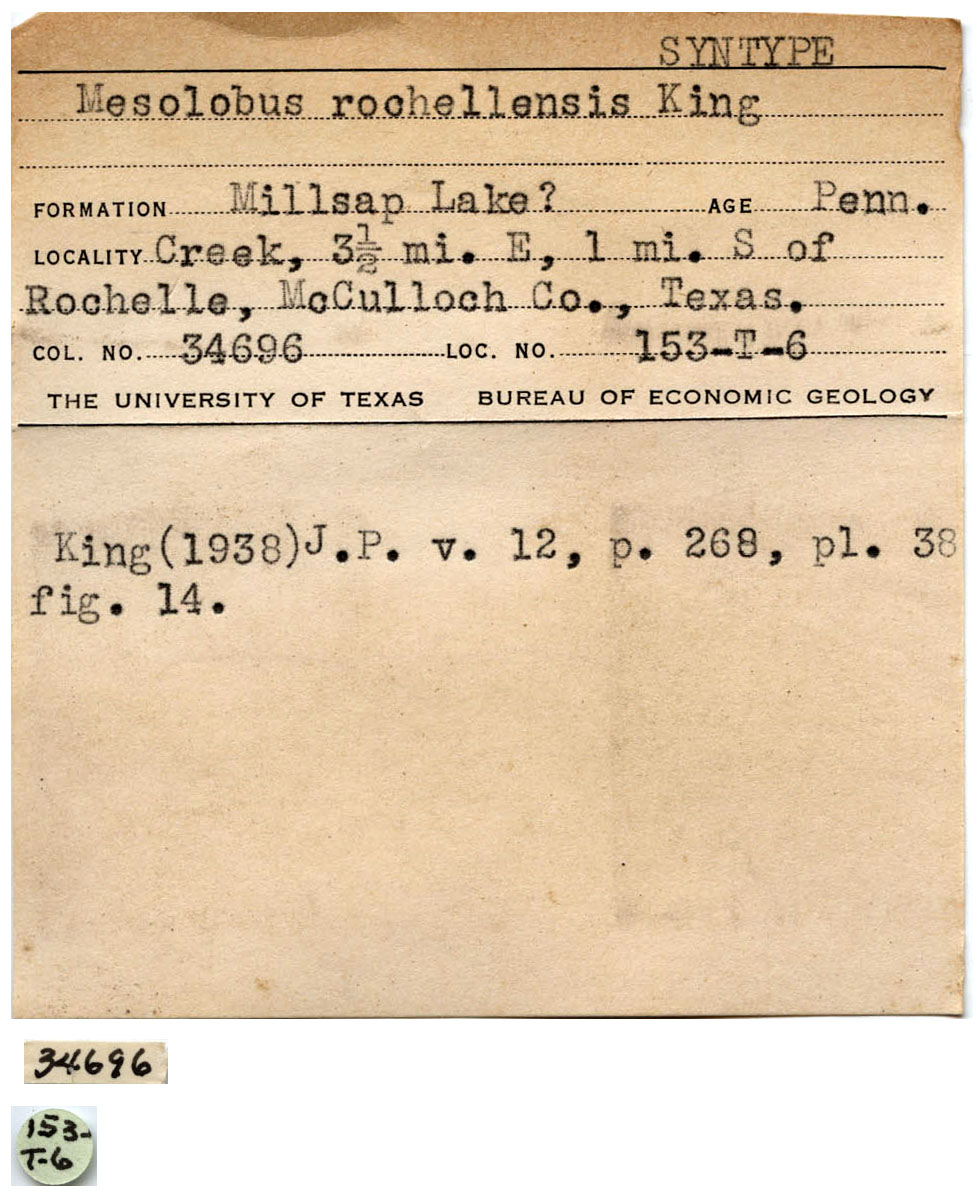 SYNTYPE
Mesolobus rochellensis King
FORMATION Millsap Lake? AGE Penn.
LOCALITY Creek, 3½ mi. E, 1 mi. S of
Rochelle, McCulloch Co., Texas.
COL. NO. 34696 LOC. NO. 153-T-6
THE UNIVERSITY OF TEXAS BUREAU OF ECONOMIC GEOLOGY
King(1938)J.P. v. 12, p. 268, pl. 38
fig. 14.
34696
153-
T-6